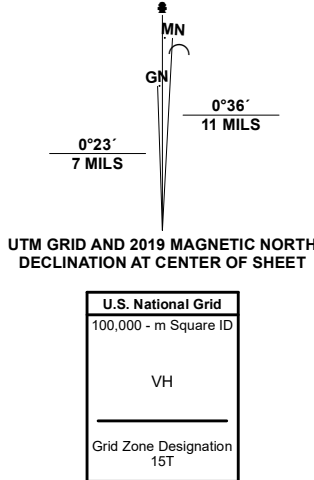 MN
GN
0°36´
11 MILS
0°23´
7 MILS
UTM GRID AND 2019 MAGNETIC NORTH
DECLINATION AT CENTER OF SHEET
U.S. National Grid
100,000 - m Square ID
VH
Grid Zone Designation
15T